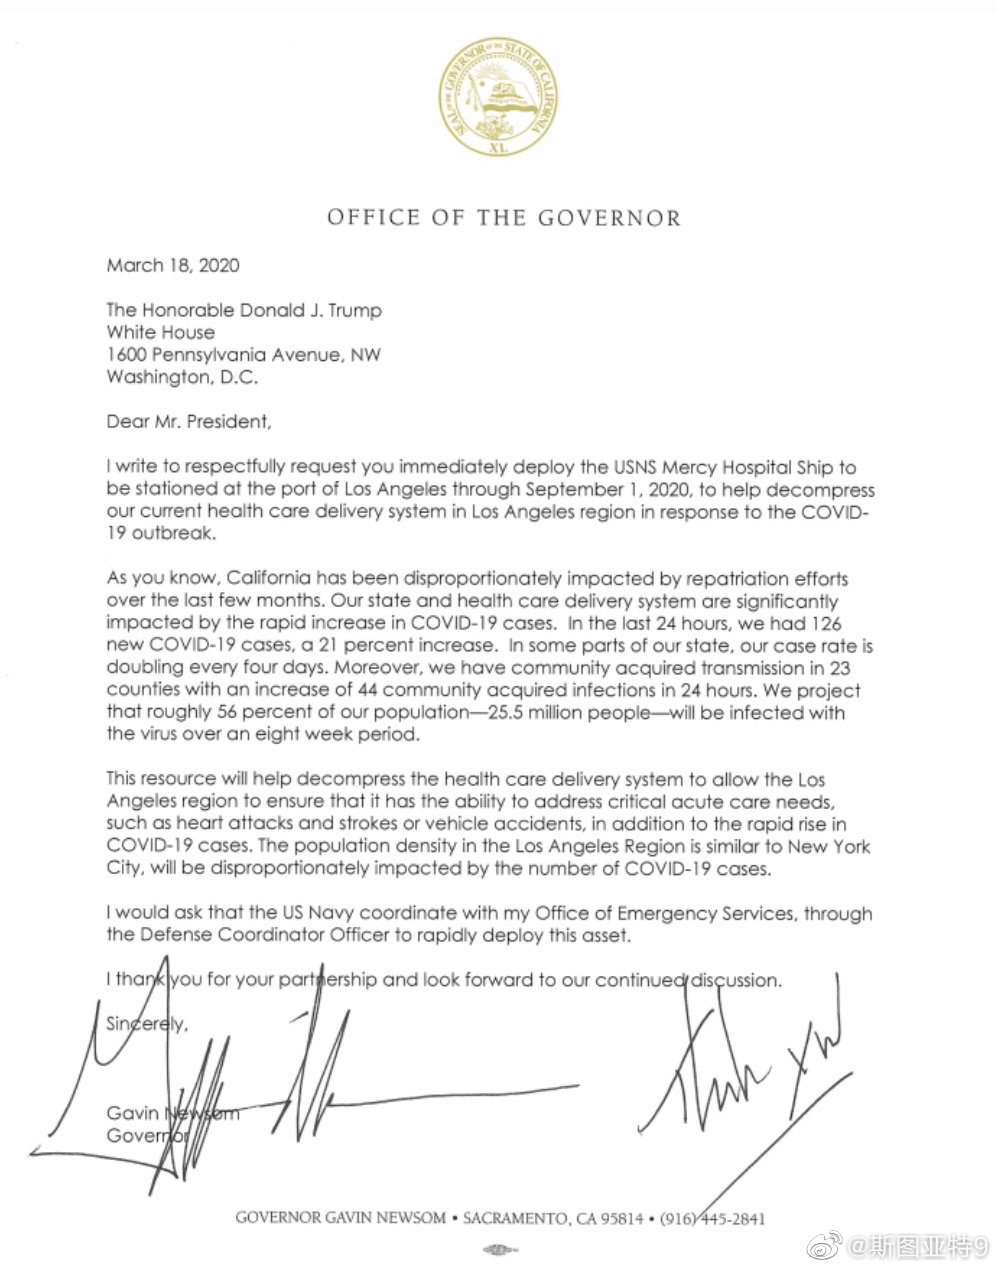 SEAL OF THE GOVERNOR OF THE STATE OF CALIFORNIA
XL
OFFICE OF THE GOVERNOR
March 18, 2020
The Honorable Donald J. Trump
White House
1600 Pennsylvania Avenue, NW
Washington, D.C.
Dear Mr. President,
I write to respectfully request you immediately deploy the USNS Mercy Hospital Ship to
be stationed at the port of Los Angeles through September 1, 2020, to help decompress
our current health care delivery system in Los Angeles region in response to the COVID-
19 outbreak.
As you know, California has been disproportionately impacted by repatriation efforts
over the last few months. Our state and health care delivery system are significantly
impacted by the rapid increase in COVID-19 cases.  In the last 24 hours, we had 126
new COVID-19 cases, a 21 percent increase.  In some parts of our state, our case rate is
doubling every four days. Moreover, we have community acquired transmission in 23
counties with an increase of 44 community acquired infections in 24 hours. We project
that roughly 56 percent of our population—25.5 million people—will be infected with
the virus over an eight week period.
This resource will help decompress the health care delivery system to allow the Los
Angeles region to ensure that it has the ability to address critical acute care needs,
such as heart attacks and strokes or vehicle accidents, in addition to the rapid rise in
COVID-19 cases. The population density in the Los Angeles Region is similar to New York
City, will be disproportionately impacted by the number of COVID-19 cases.
I would ask that the US Navy coordinate with my Office of Emergency Services, through
the Defense Coordinator Officer to rapidly deploy this asset.
I thank you for your partnership and look forward to our continued discussion.
Sincerely,
Gavin Newsom
Governor
GOVERNOR GAVIN NEWSOM • SACRAMENTO, CA 95814 • (916) 445-2841
@斯图亚特9